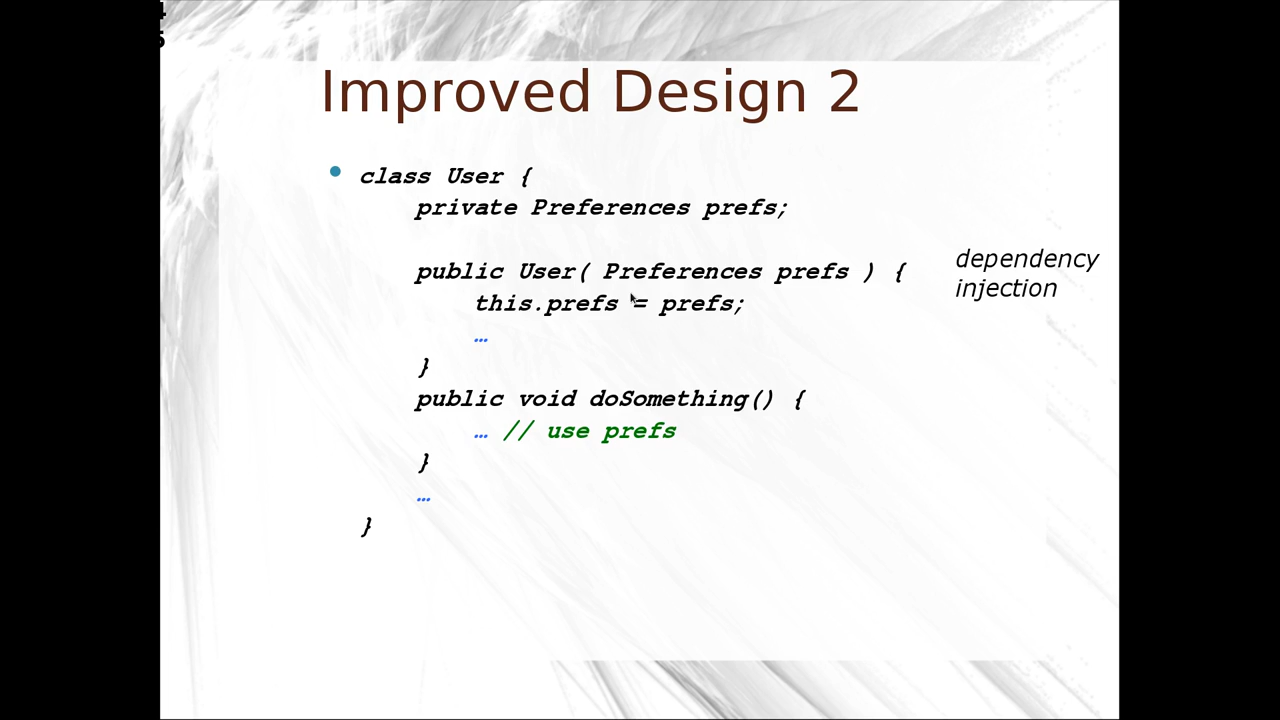 Improved Design 2
class User {
private Preferences prefs;
public User( Preferences prefs ) {
dependency
injection
this.prefs = prefs;
…
}
public void doSomething() {
… // use prefs
}
…
}